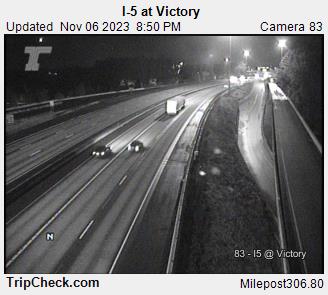 I-5 at Victory
Updated Nov 06 2023 8:50 PM Camera 83
T
N
83 - I5 @ Victory
TripCheck.com Milepost306.80